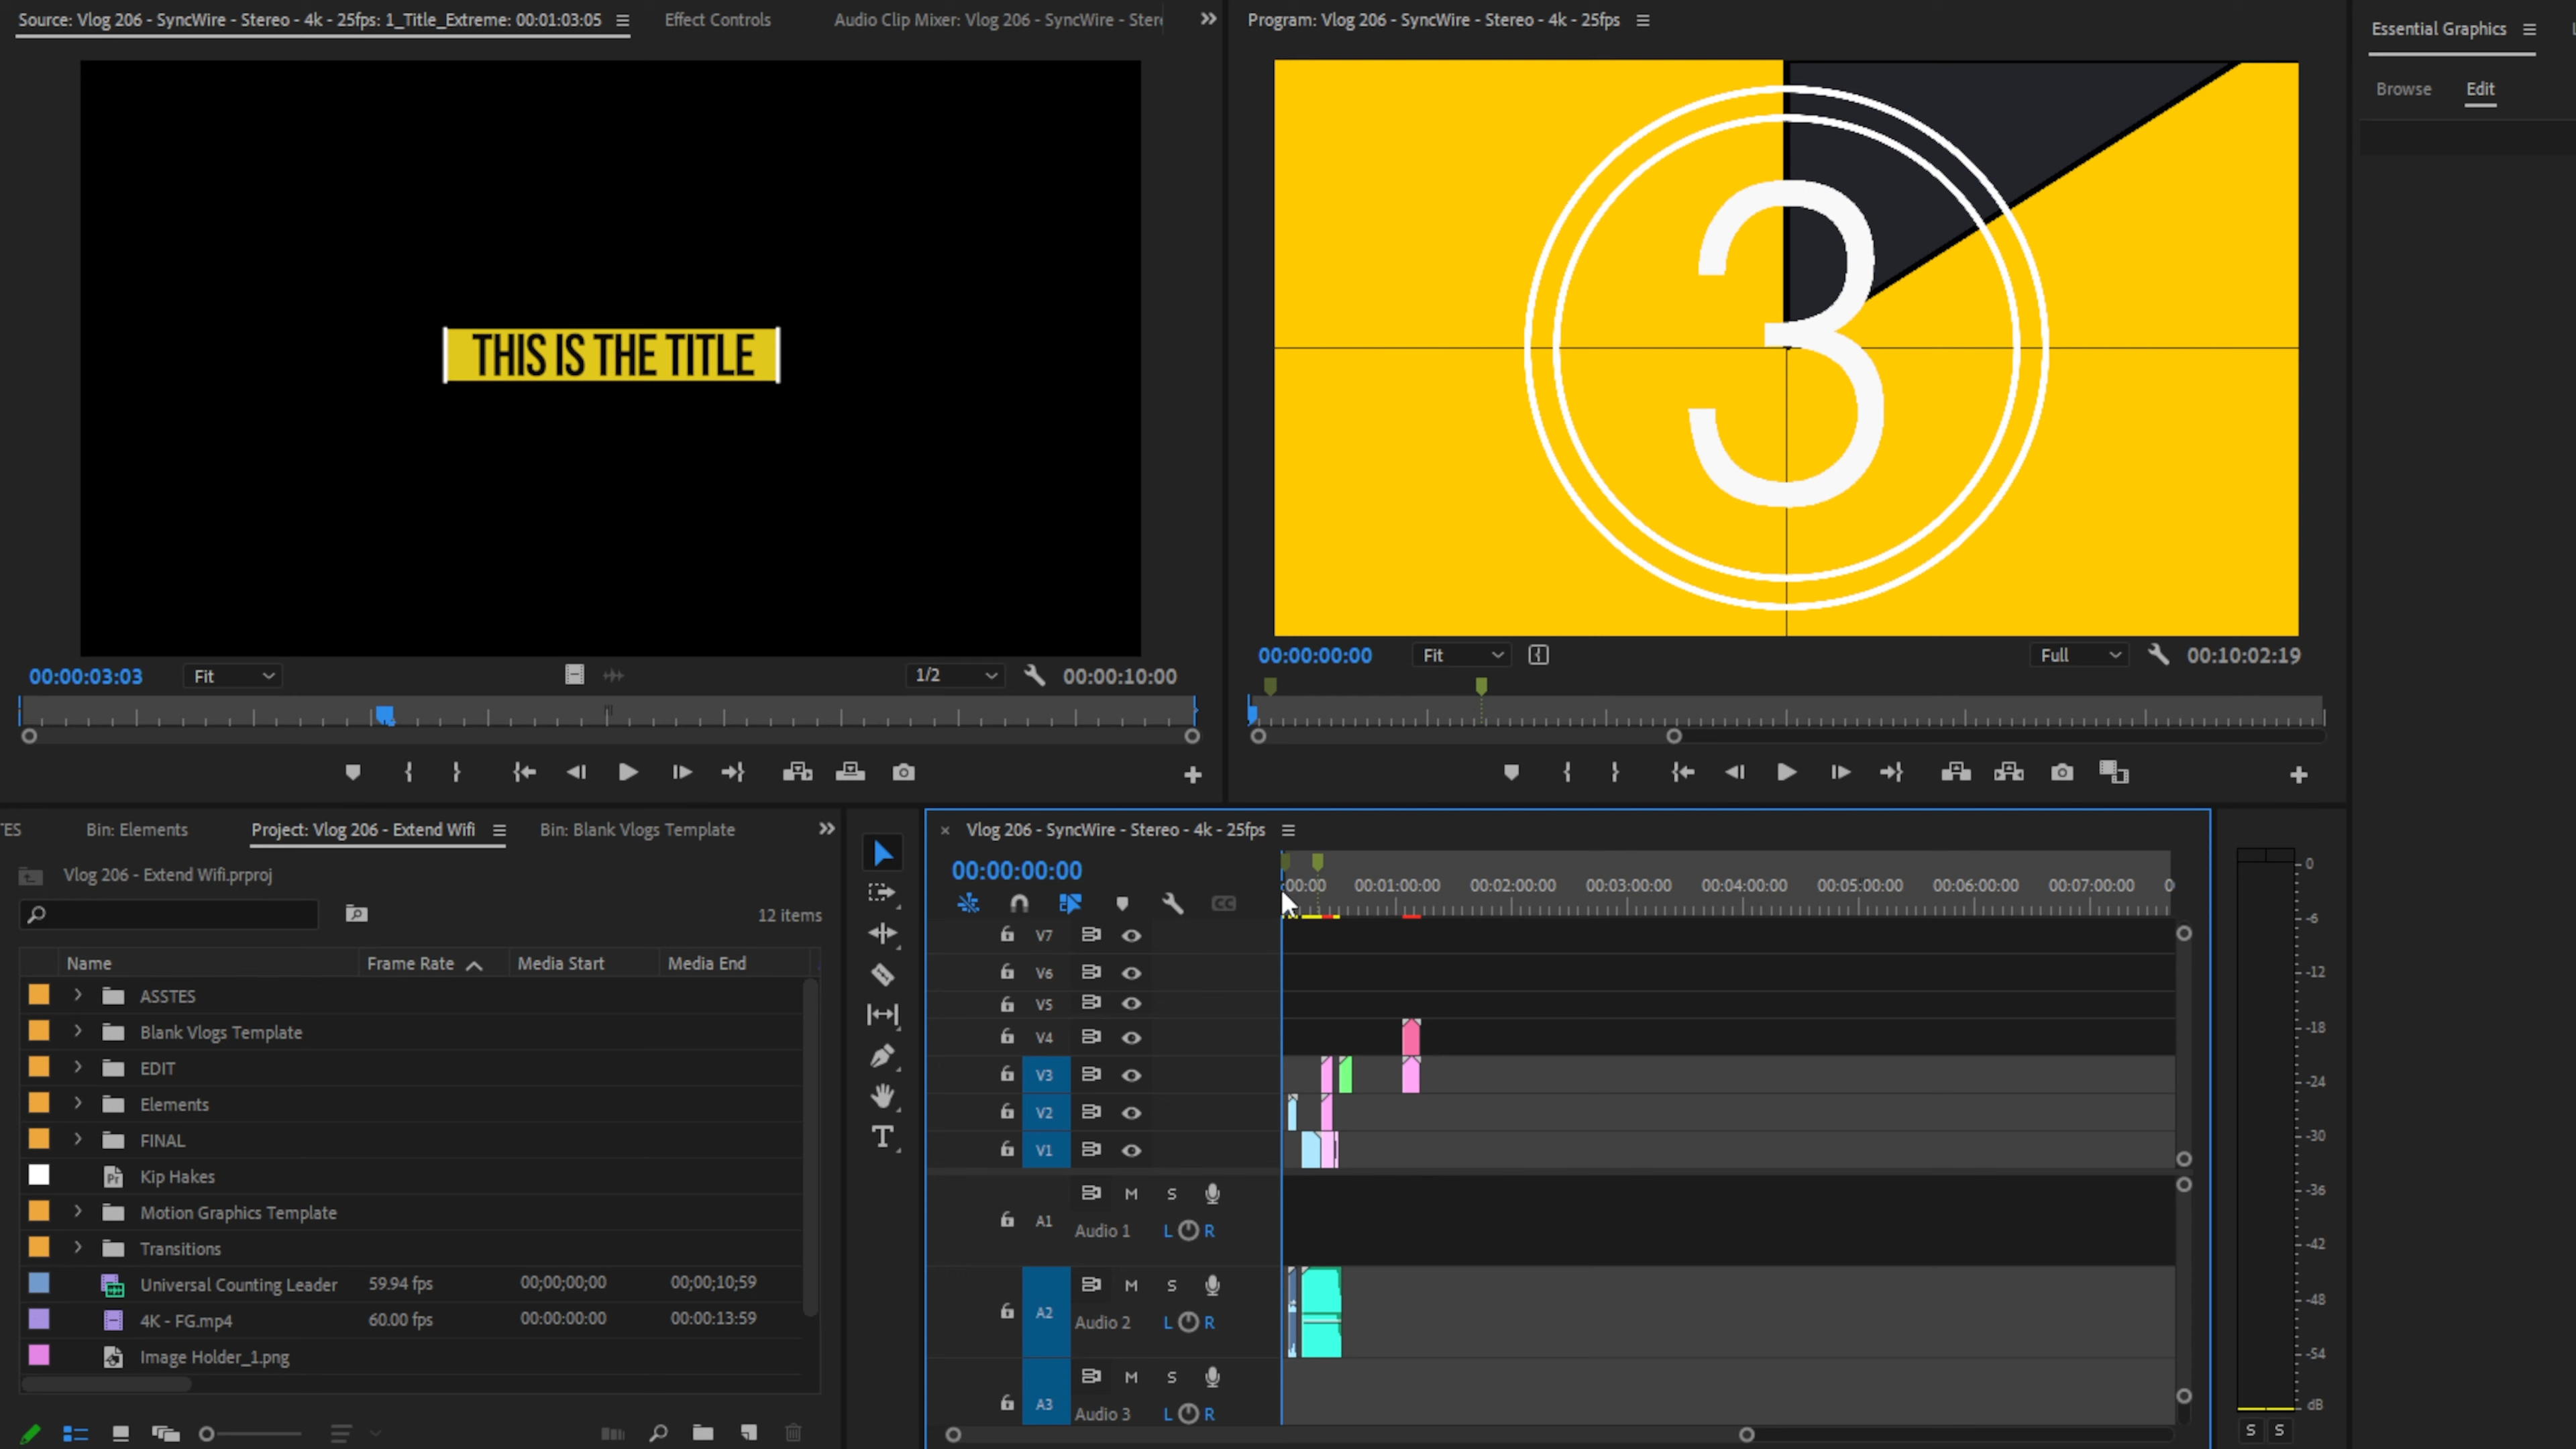 Source: Vlog 206 - SyncWire - Stereo - 4k - 25fps: 1_Title_Extreme: 00:01:03:05
Effect Controls
Audio Clip Mixer: Vlog 206 - SyncWire - Ster
Program: Vlog 206 - SyncWire - Stereo - 4k - 25fps
Essential Graphics
Browse
Edit
THIS IS THE TITLE
3
00:00:03:03
Fit
1/2
00:00:10:00
00:00:00:00
Fit
Full
00:10:02:19
TES
Bin: Elements
Project: Vlog 206 - Extend Wifi
Bin: Blank Vlogs Template
Vlog 206 - Extend Wifi.prproj
12 items
Name
Frame Rate
Media Start
Media End
ASSTES
Blank Vlogs Template
EDIT
Elements
FINAL
Kip Hakes
Motion Graphics Template
Transitions
Universal Counting Leader 59.94 fps 00;00;00;00 00;00;10;59
4K - FG.mp4 60.00 fps 00:00:00:00 00:00:13:59
Image Holder_1.png
Vlog 206 - SyncWire - Stereo - 4k - 25fps
00:00:00:00
:00:00 00:01:00:00 00:02:00:00 00:03:00:00 00:04:00:00 00:05:00:00 00:06:00:00 00:07:00:00 0
CC
V7
V6
V5
V4
V3
V2
V1
M S
A1
Audio 1 L R
M S
A2
Audio 2 L R
M S
A3
Audio 3 L R
0
-6
-12
-18
-24
-30
-36
-42
-48
-54
dB
S S